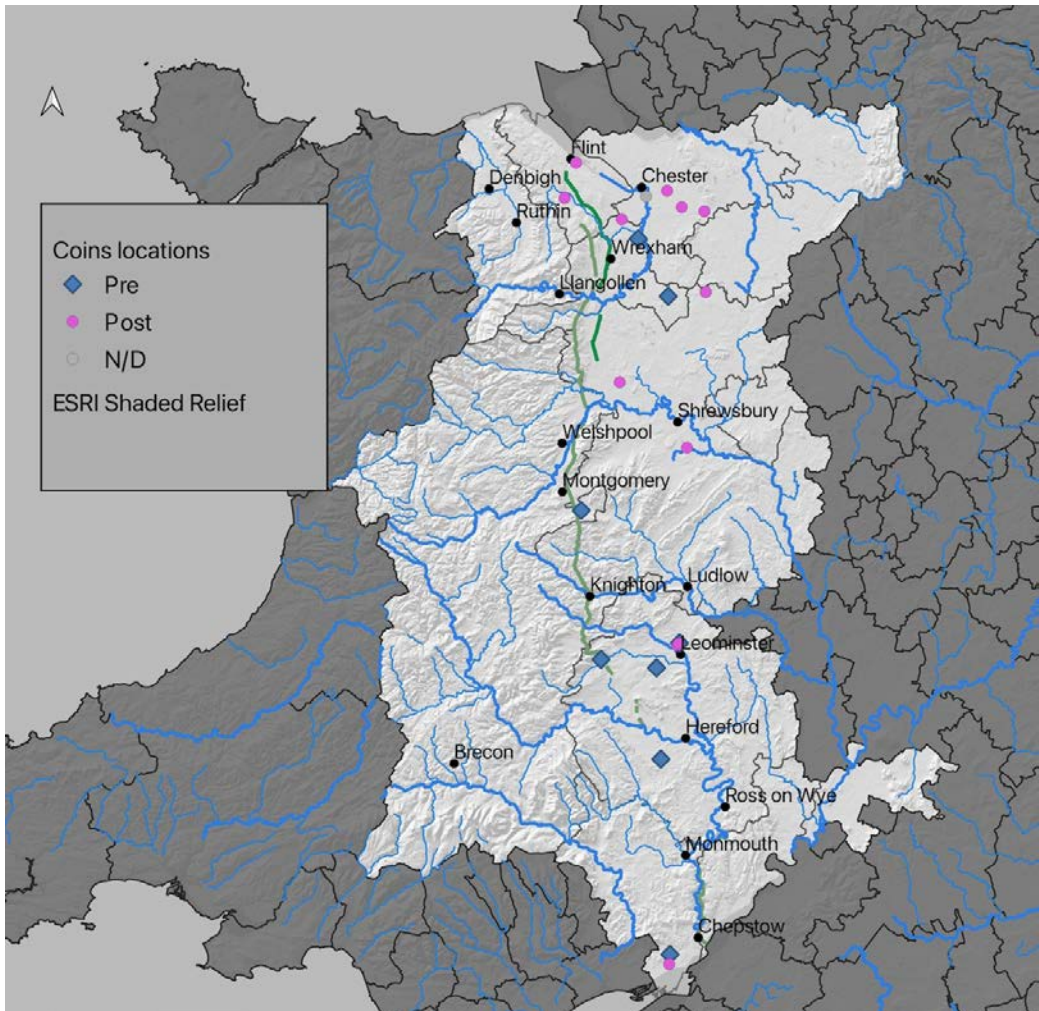 Flint
Denbigh
Chester
Ruthin
Wrexham
Llangollen
Coins locations
Pre
Post
N/D
ESRI Shaded Relief
Shrewsbury
Welshpool
Montgomery
Knighton
Ludlow
Leominster
Hereford
Brecon
Ross on Wye
Monmouth
Chepstow